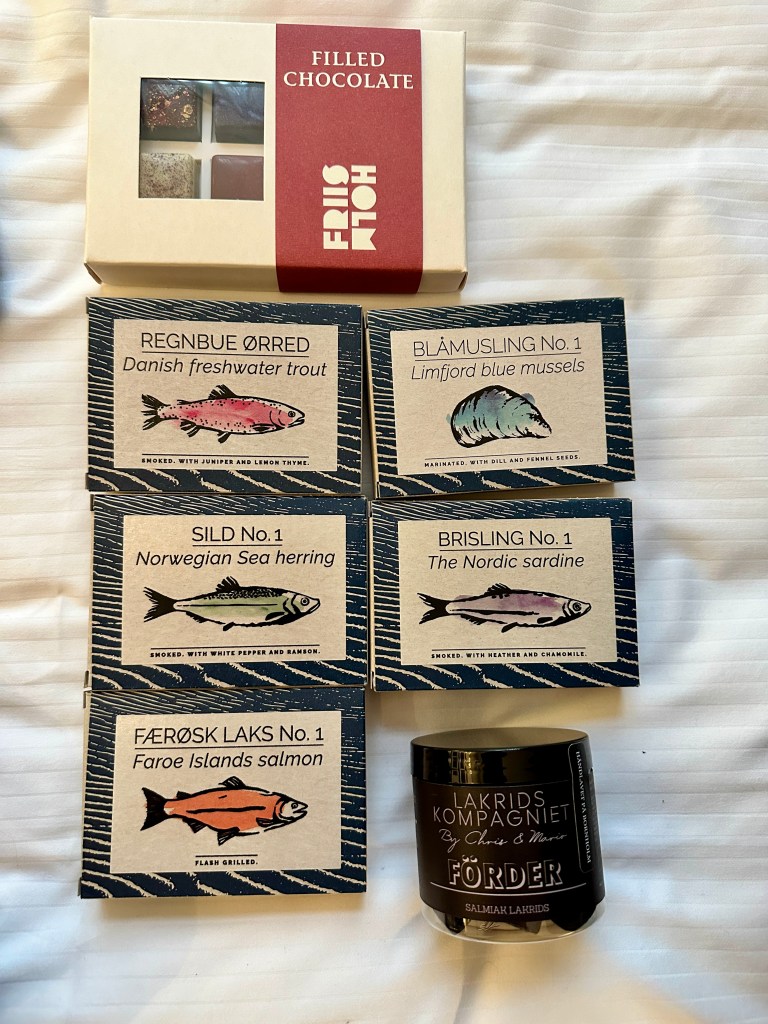 FILLED
CHOCOLATE
FRIIS
HOLM
REGNBUE ØRRED
Danish freshwater trout
SMOKED. WITH JUNIPER AND LEMON THYME.
BLÅMUSLING No. 1
Limfjord blue mussels
MARINATED. WITH DILL AND FENNEL SEEDS.
SILD No. 1
Norwegian Sea herring
SMOKED. WITH WHITE PEPPER AND RAMSON.
BRISLING No. 1
The Nordic sardine
SMOKED. WITH HEATHER AND CHAMOMILE.
FÆRØSK LAKS No. 1
Faroe Islands salmon
FLASH GRILLED.
LAKRIDS
KOMPAGNIET
By Chris & Mario
FÖRDER
SALMIAK LAKRIDS
HÅNDLAVET PÅ BORNHOLM